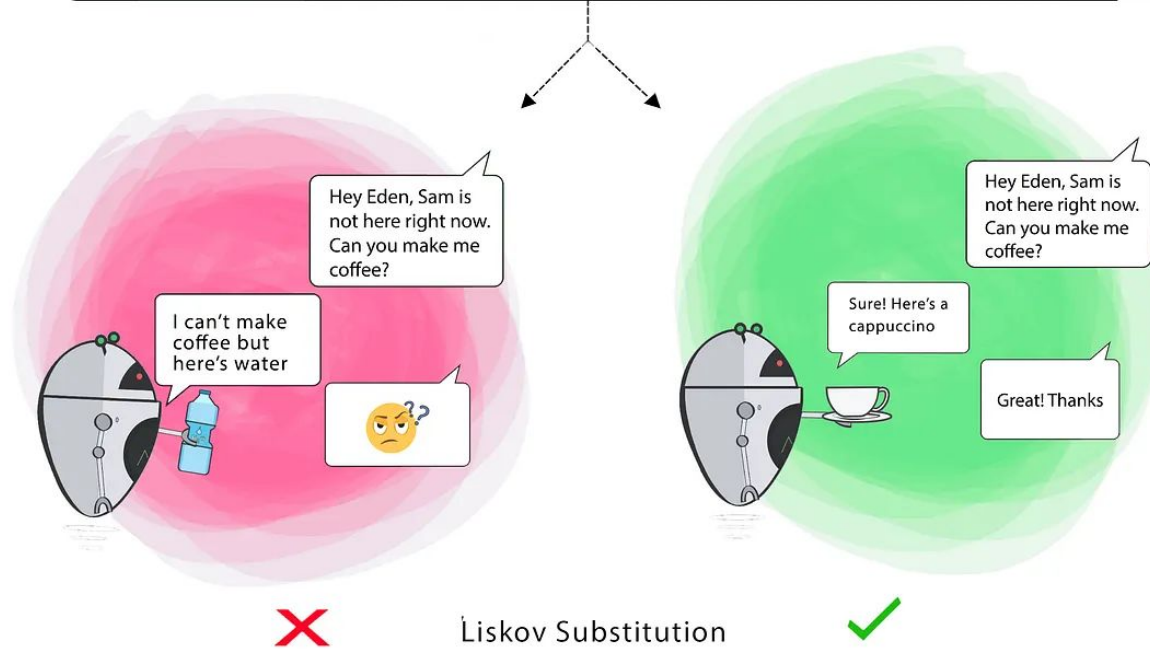 Hey Eden, Sam is
not here right now.
Can you make me
coffee?
I can't make
coffee but
here's water
??
Hey Eden, Sam is
not here right now.
Can you make me
coffee?
Sure! Here's a
cappuccino
Great! Thanks
Liskov Substitution